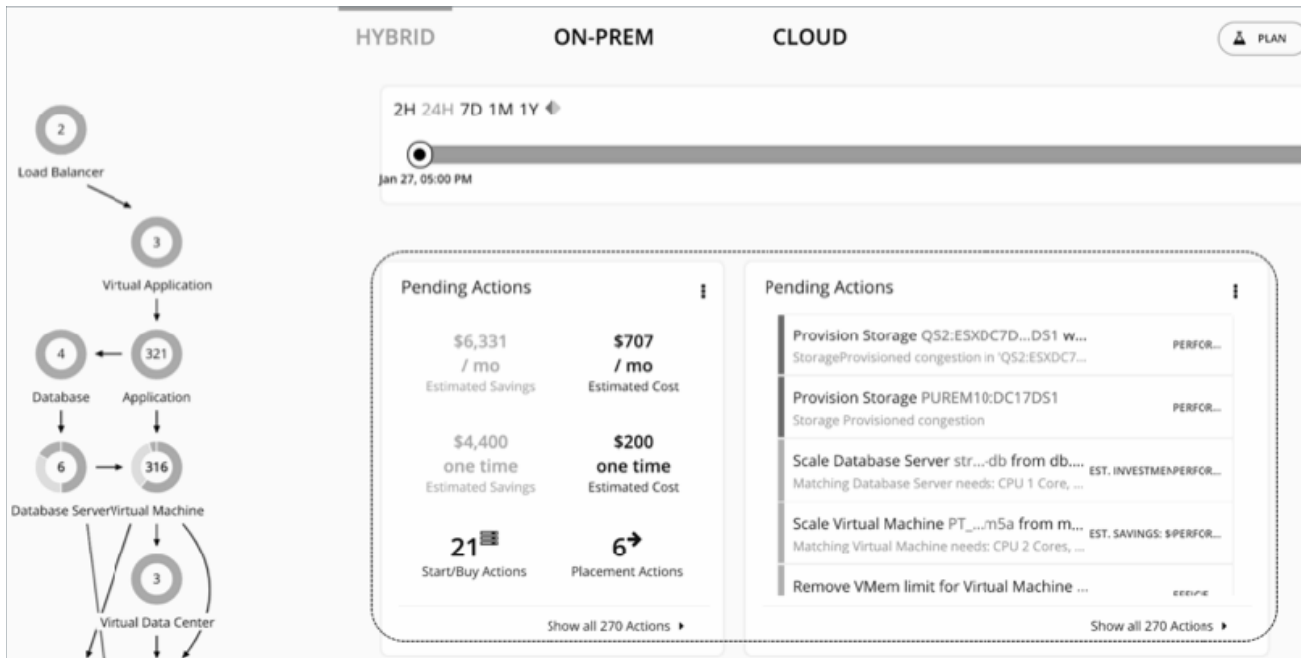 HYBRID ON-PREM CLOUD PLAN
2H 24H 7D 1M 1Y
Jan 27, 05:00 PM
2
Load Balancer
3
Virtual Application
4 321
Database Application
6 316
Database Server Virtual Machine
3
Virtual Data Center
Pending Actions
$6,331 $707
/ mo / mo
Estimated Savings Estimated Cost
$4,400 $200
one time one time
Estimated Savings Estimated Cost
21 6
Start/Buy Actions Placement Actions
Show all 270 Actions
Pending Actions
Provision Storage QS2:ESXDC7D...DS1 w... PERFOR...
StorageProvisioned congestion in 'QS2:ESXDC7...
Provision Storage PUREM10:DC17DS1 PERFOR...
Storage Provisioned congestion
Scale Database Server str...-db from db.... EST. INVESTMEN PERFOR...
Matching Database Server needs: CPU 1 Core, ...
Scale Virtual Machine PT_...m5a from m... EST. SAVINGS: $ PERFOR...
Matching Virtual Machine needs: CPU 2 Cores, ...
Remove VMem limit for Virtual Machine ...
Show all 270 Actions